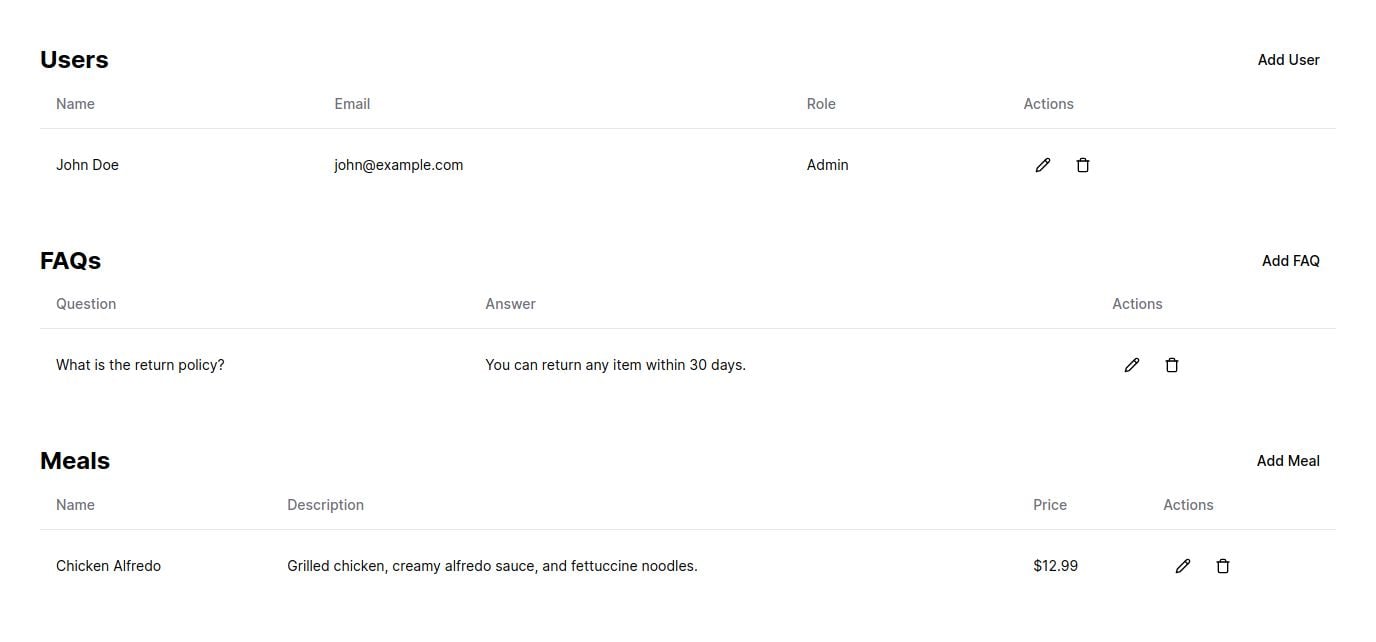 Users Add User
Name Email Role Actions
John Doe john@example.com Admin
FAQs Add FAQ
Question Answer Actions
What is the return policy? You can return any item within 30 days.
Meals Add Meal
Name Description Price Actions
Chicken Alfredo Grilled chicken, creamy alfredo sauce, and fettuccine noodles. $12.99